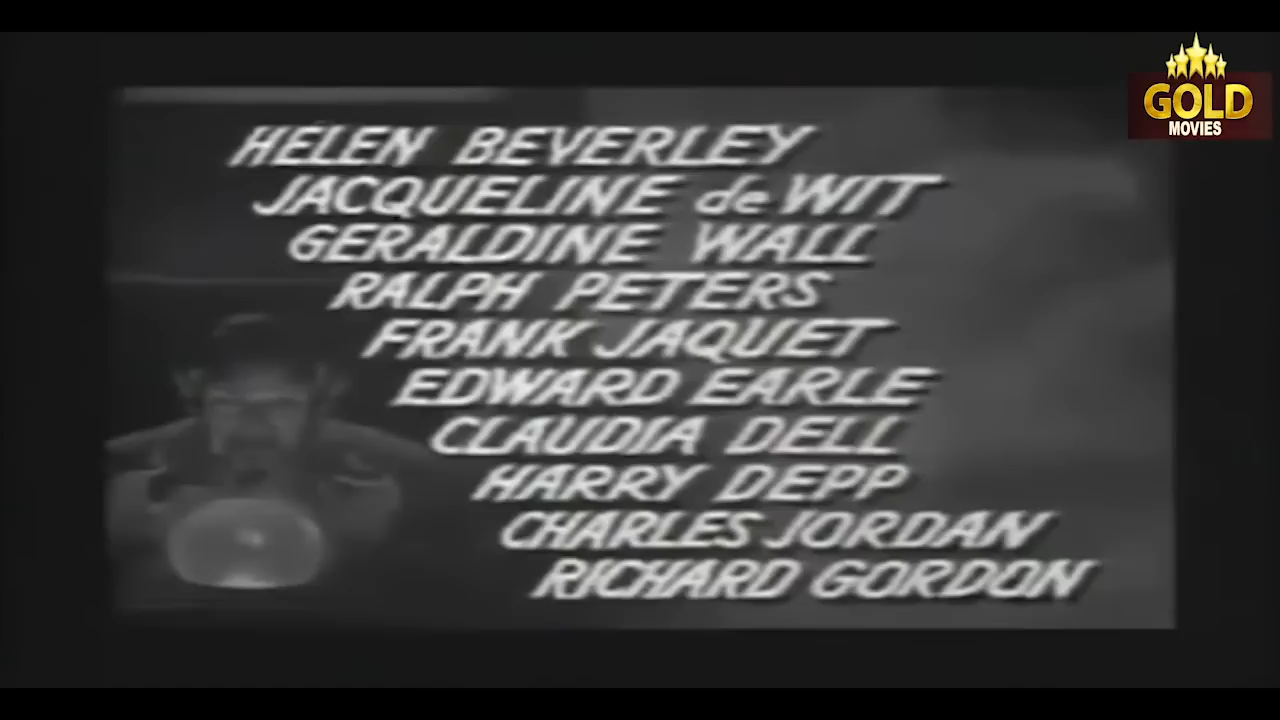 HELEN BEVERLEY
JACQUELINE de WIT
GERALDINE WALL
RALPH PETERS
FRANK JAQUET
EDWARD EARLE
CLAUDIA DELL
HARRY DEPP
CHARLES JORDAN
RICHARD GORDON
GOLD
MOVIES